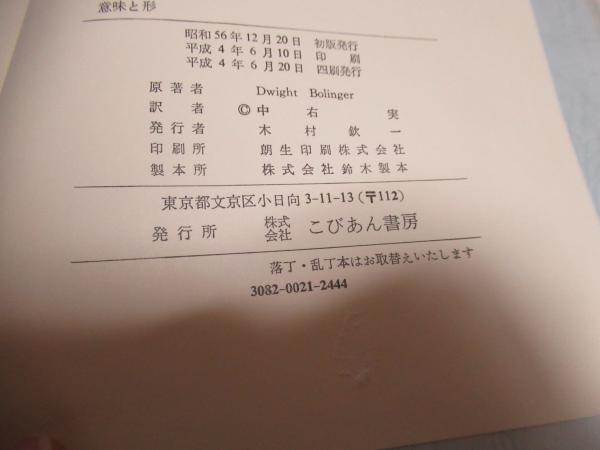 意味と形
昭和56年12月20日 初版発行
平成 4年 6月10日 印 刷
平成 4年 6月20日 四刷発行
原著者 Dwight Bolinger
訳 者 © 中 右 実
発行者 木 村 欽 一
印刷所 朗生印刷株式会社
製本所 株式会社鈴木製本
東京都文京区小日向 3-11-13 (〒112)
発 行 所 株式会社 こびあん書房
落丁・乱丁本はお取替えいたします
3082-0021-2444